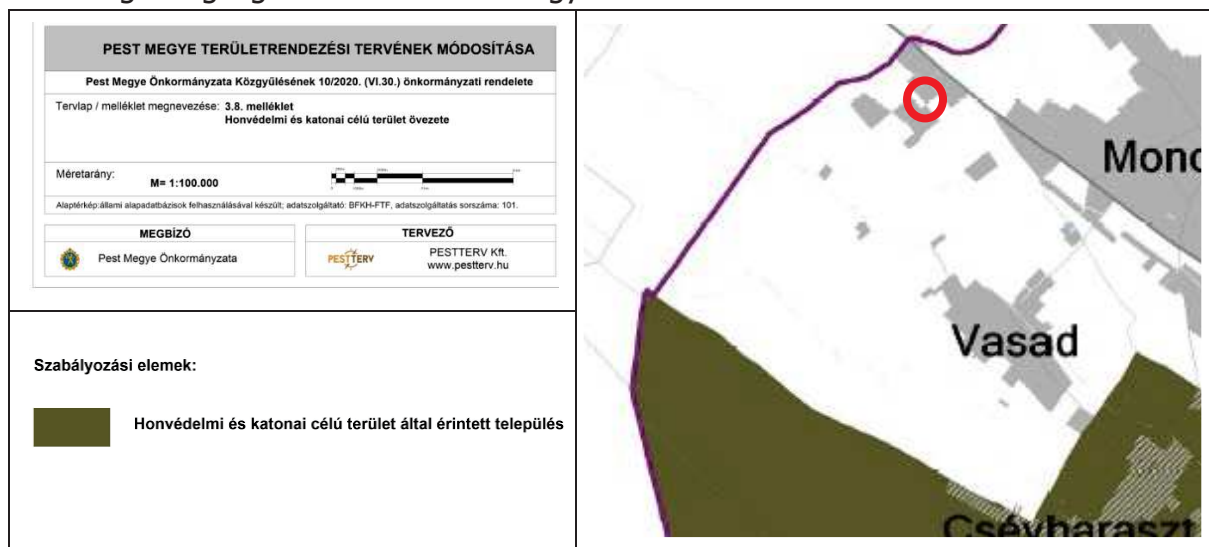 PEST MEGYE TERÜLETRENDEZÉSI TERVÉNEK MÓDOSÍTÁSA
Pest Megye Önkormányzata Közgyűlésének 10/2020. (VI.30.) önkormányzati rendelete
Tervlap / melléklet megnevezése: 3.8. melléklet
Honvédelmi és katonai célú terület övezete
Méretarány:
M= 1:100.000
Alaptérkép:állami alapadatbázisok felhasználásával készült; adatszolgáltató: BFKH-FTF, adatszolgáltatás sorszáma: 101.
MEGBÍZÓ
Pest Megye Önkormányzata
TERVEZŐ
PESTTERV
PESTTERV Kft.
www.pestterv.hu
Szabályozási elemek:
Honvédelmi és katonai célú terület által érintett település
Mono
Vasad
Csévharaszt